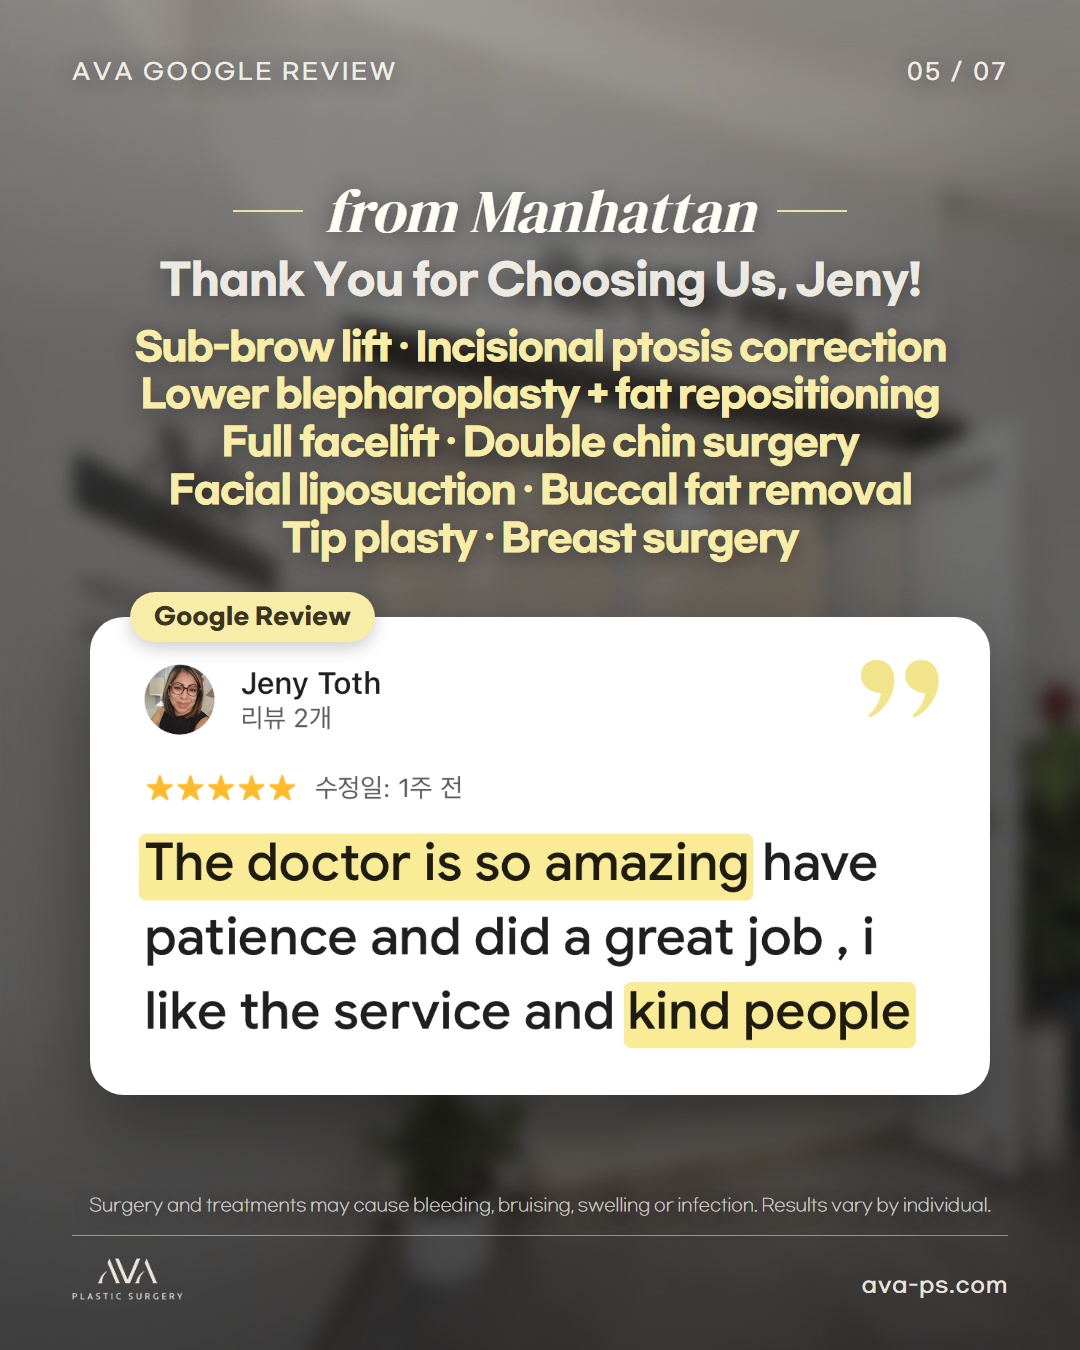 AVA GOOGLE REVIEW
05 / 07
from Manhattan
Thank You for Choosing Us, Jeny!
Sub-brow lift · Incisional ptosis correction
Lower blepharoplasty + fat repositioning
Full facelift · Double chin surgery
Facial liposuction · Buccal fat removal
Tip plasty · Breast surgery
Google Review
Jeny Toth
리뷰 2개
수정일: 1주 전
The doctor is so amazing have
patience and did a great job , i
like the service and kind people
Surgery and treatments may cause bleeding, bruising, swelling or infection. Results vary by individual.
AVA
PLASTIC SURGERY
ava-ps.com